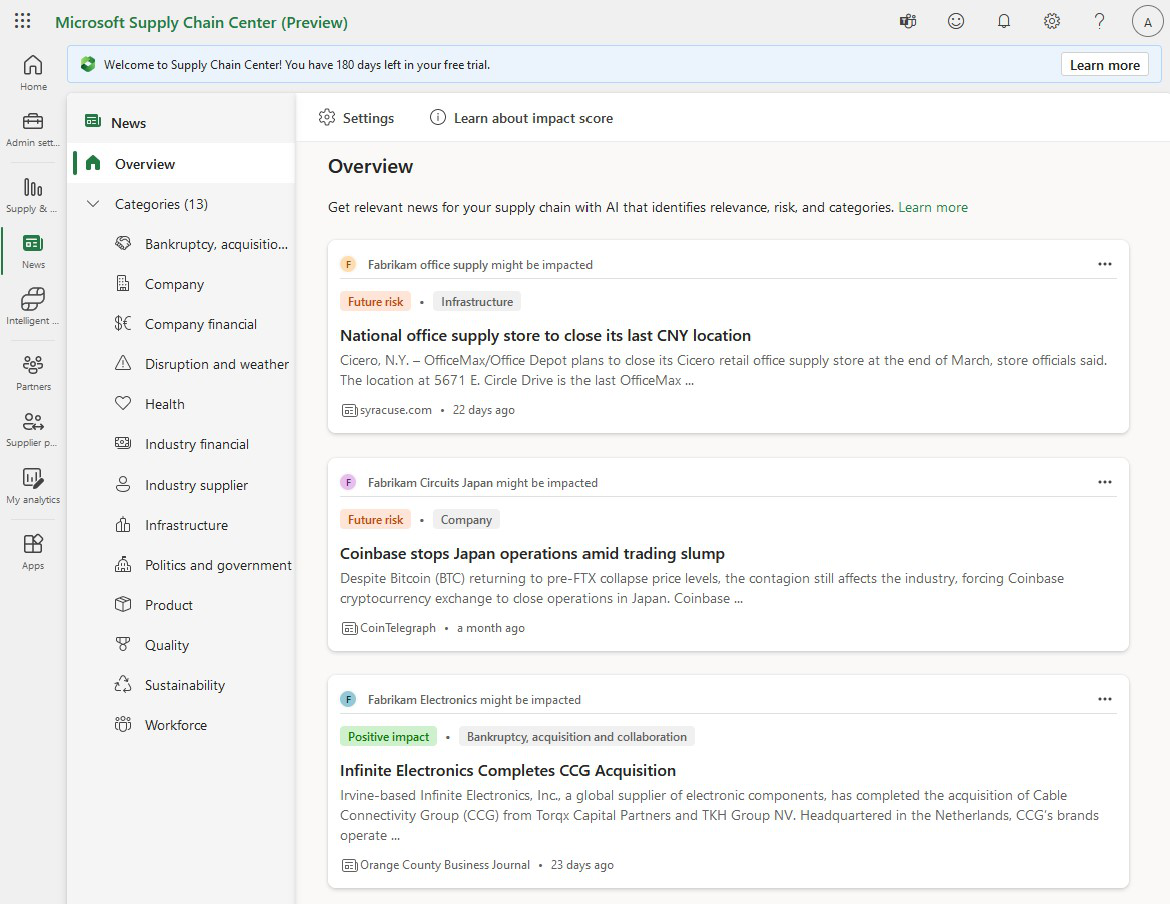 Microsoft Supply Chain Center (Preview)
A
Welcome to Supply Chain Center! You have 180 days left in your free trial.
Learn more
Home
Admin sett...
Supply & ...
News
Intelligent ...
Partners
Supplier p...
My analytics
Apps
News
Overview
Categories (13)
Bankruptcy, acquisitio...
Company
Company financial
Disruption and weather
Health
Industry financial
Industry supplier
Infrastructure
Politics and government
Product
Quality
Sustainability
Workforce
Settings
Learn about impact score
Overview
Get relevant news for your supply chain with AI that identifies relevance, risk, and categories. Learn more
F Fabrikam office supply might be impacted
Future risk • Infrastructure
National office supply store to close its last CNY location
Cicero, N.Y. – OfficeMax/Office Depot plans to close its Cicero retail office supply store at the end of March, store officials said.
The location at 5671 E. Circle Drive is the last OfficeMax ...
syracuse.com • 22 days ago
F Fabrikam Circuits Japan might be impacted
Future risk • Company
Coinbase stops Japan operations amid trading slump
Despite Bitcoin (BTC) returning to pre-FTX collapse price levels, the contagion still affects the industry, forcing Coinbase
cryptocurrency exchange to close operations in Japan. Coinbase ...
CoinTelegraph • a month ago
F Fabrikam Electronics might be impacted
Positive impact • Bankruptcy, acquisition and collaboration
Infinite Electronics Completes CCG Acquisition
Irvine-based Infinite Electronics, Inc., a global supplier of electronic components, has completed the acquisition of Cable
Connectivity Group (CCG) from Torqx Capital Partners and TKH Group NV. Headquartered in the Netherlands, CCG's brands
operate ...
Orange County Business Journal • 23 days ago